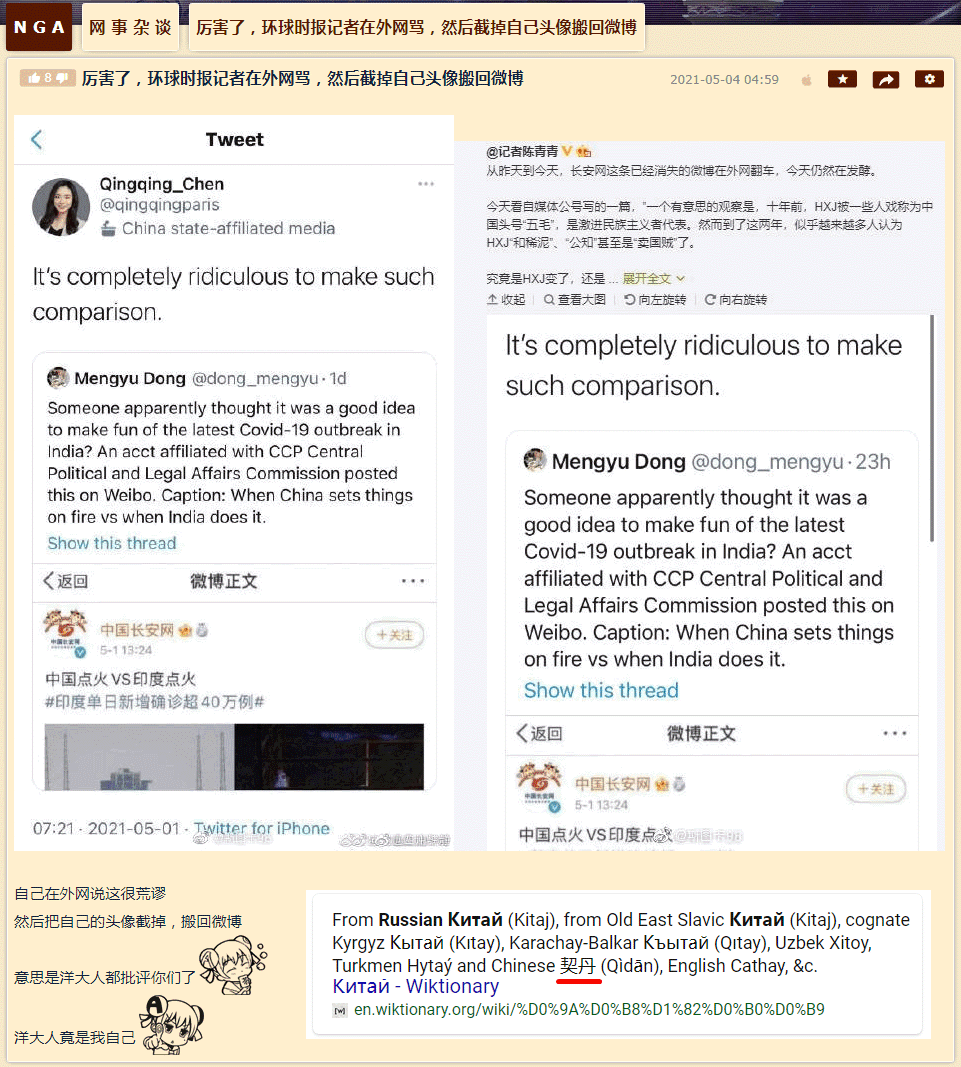 NGA
网事杂谈
厉害了，环球时报记者在外网骂，然后截掉自己头像搬回微博
8
厉害了，环球时报记者在外网骂，然后截掉自己头像搬回微博
2021-05-04 04:59
Tweet
Qingqing_Chen
@qingqingparis
China state-affiliated media
It's completely ridiculous to make such
comparison.
Mengyu Dong @dong_mengyu · 1d
Someone apparently thought it was a good idea
to make fun of the latest Covid-19 outbreak in
India? An acct affiliated with CCP Central
Political and Legal Affairs Commission posted
this on Weibo. Caption: When China sets things
on fire vs when India does it.
Show this thread
返回
微博正文
中国长安网
5-1 13:24
+关注
中国点火 VS 印度点火
#印度单日新增确诊超 40 万例#
07:21 · 2021-05-01 · Twitter for iPhone
@记者陈青青
从昨天到今天，长安网这条已经消失的微博在外网翻车，今天仍然在发酵。
今天看自媒体公号写的一篇，"一个有意思的观察是，十年前，HXJ被一些人戏称为中
国头号“五毛”，是激进民族主义者代表。然而到了这两年，似乎越来越多人认为
HXJ“和稀泥”、“公知”甚至是“卖国贼”了。
究竟是HXJ变了，还是 ... 展开全文
收起
查看大图
向左旋转
向右旋转
It's completely ridiculous to make
such comparison.
Mengyu Dong @dong_mengyu · 23h
Someone apparently thought it was a
good idea to make fun of the latest
Covid-19 outbreak in India? An acct
affiliated with CCP Central Political and
Legal Affairs Commission posted this on
Weibo. Caption: When China sets things
on fire vs when India does it.
Show this thread
返回
微博正文
中国长安网
5-1 13:24
+关注
中国点火 VS 印度点火
自己在外网说这很荒谬
然后把自己的头像截掉，搬回微博
意思是洋大人都批评你们了
洋大人竟是我自己
From Russian Китай (Kitaj), from Old East Slavic Китай (Kitaj), cognate
Kyrgyz Кытай (Kıtay), Karachay-Balkar Къытай (Qıtay), Uzbek Xitoy,
Turkmen Hytaý and Chinese 契丹 (Qìdān), English Cathay, &c.
Китай - Wiktionary
en.wiktionary.org/wiki/%D0%9A%D0%B8%D1%82%D0%B0%D0%B9